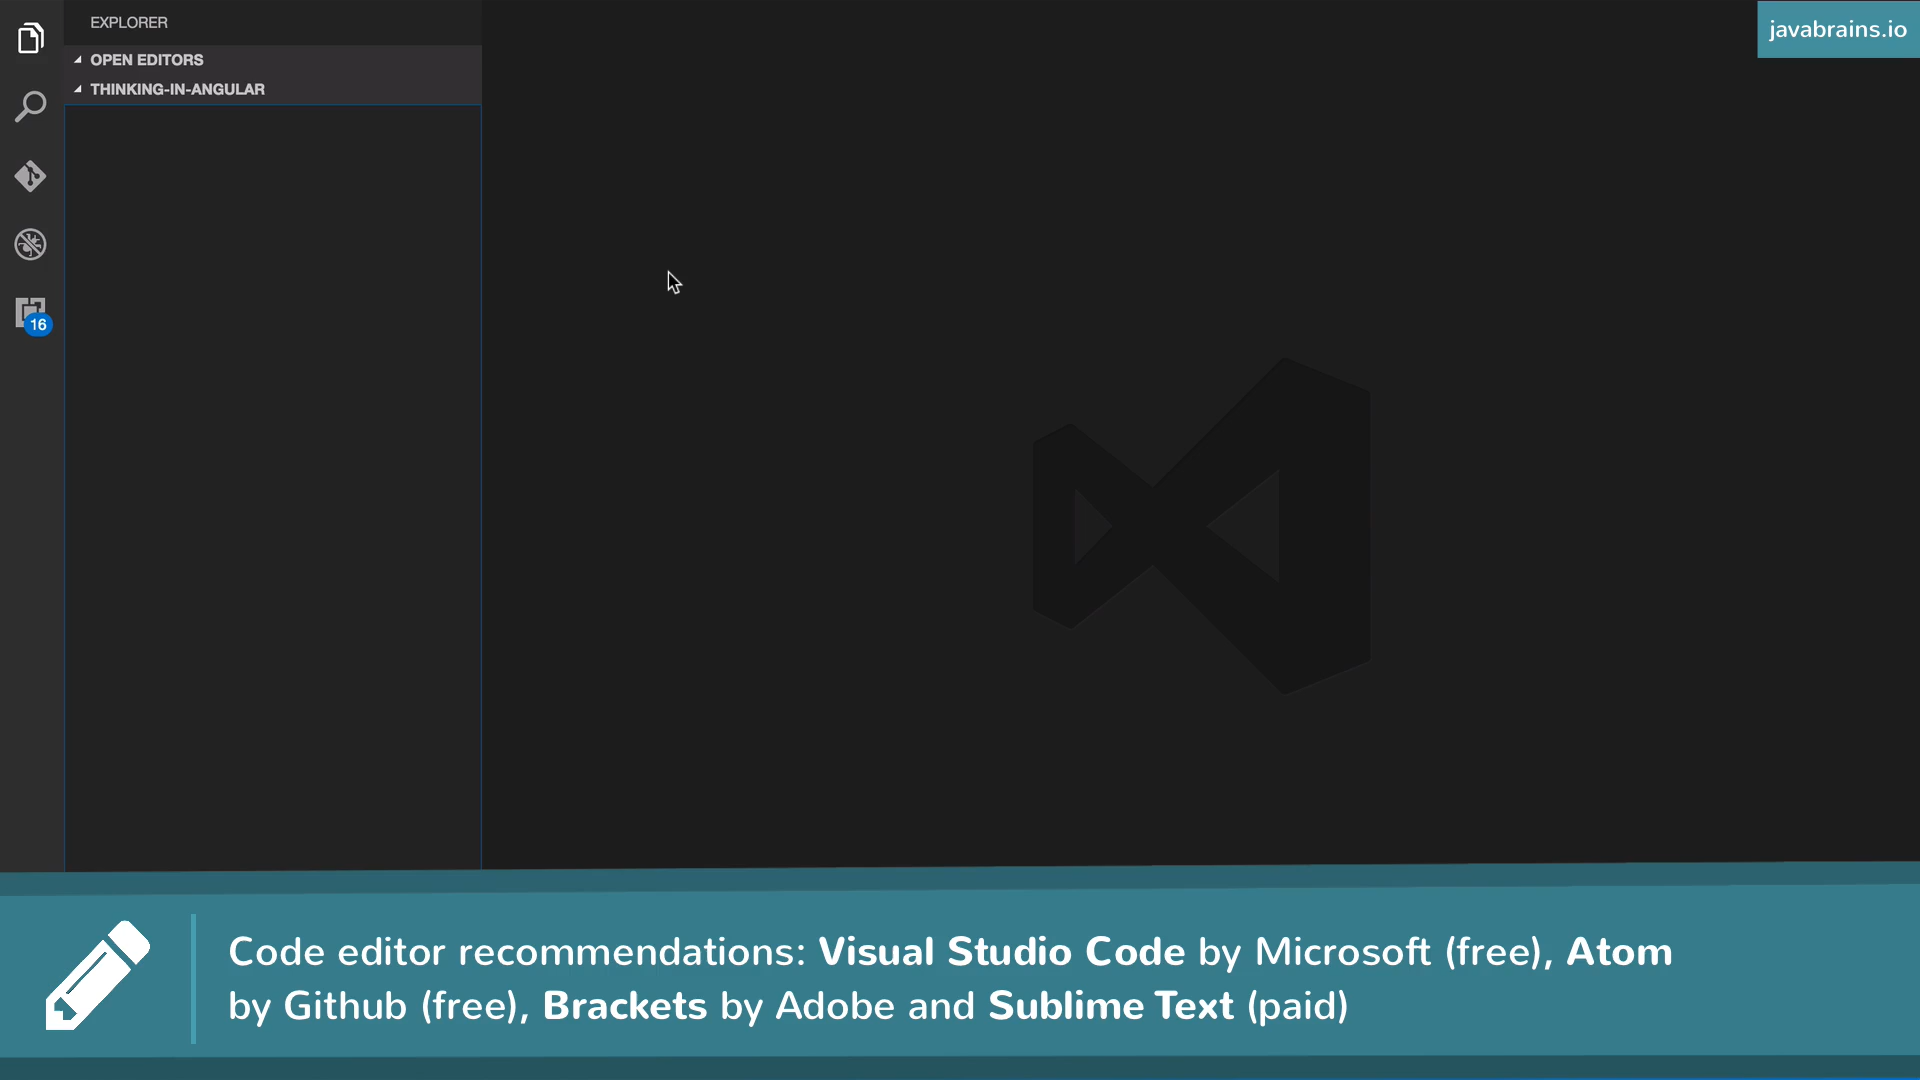 EXPLORER
OPEN EDITORS
THINKING-IN-ANGULAR
16
javabrains.io
Code editor recommendations: Visual Studio Code by Microsoft (free), Atom
by Github (free), Brackets by Adobe and Sublime Text (paid)